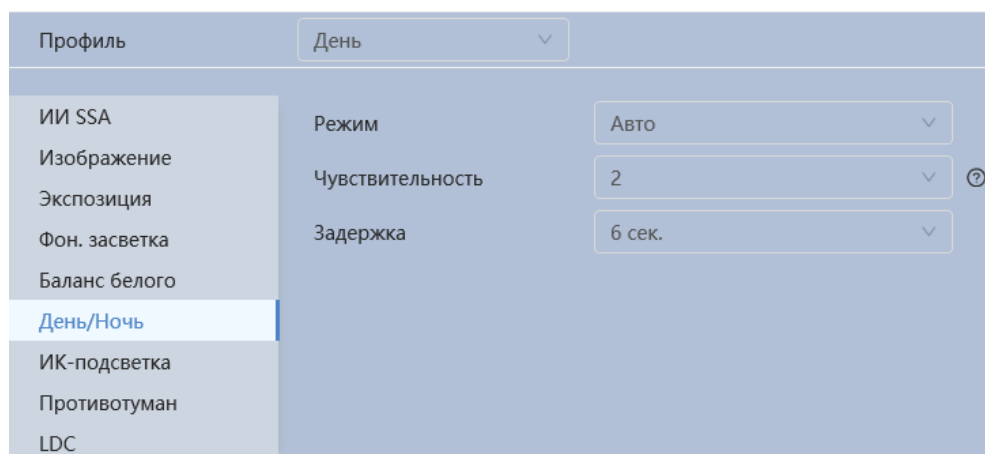 Профиль День
ИИ SSA
Изображение
Экспозиция
Фон. засветка
Баланс белого
День/Ночь
ИК-подсветка
Противотуман
LDC
Режим Авто
Чувствительность 2 ?
Задержка 6 сек.